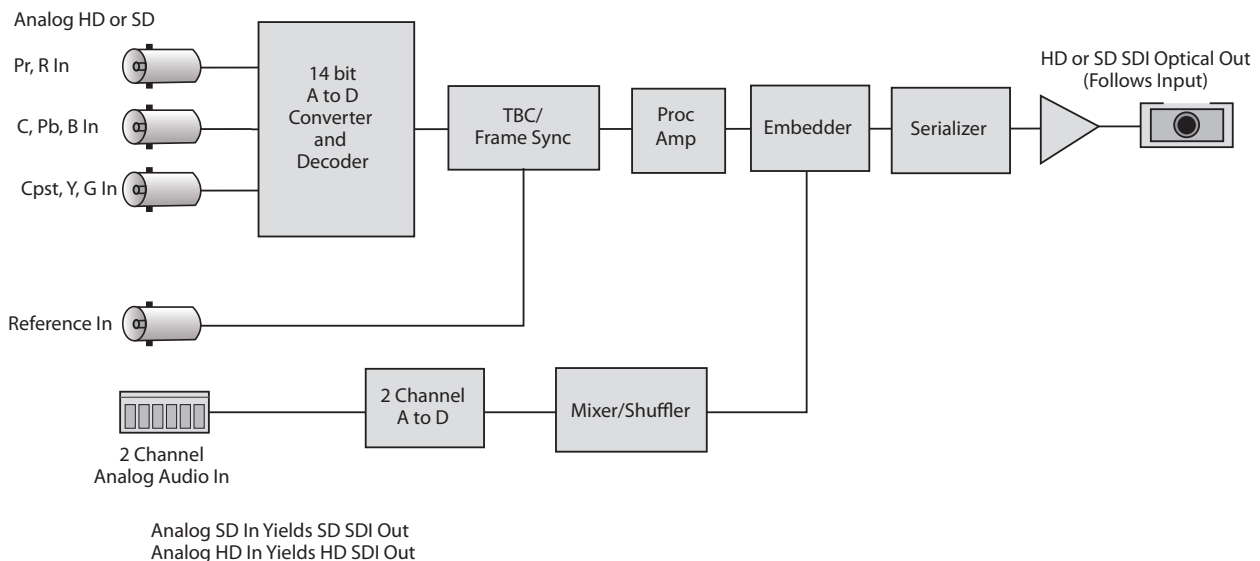 Analog HD or SD
Pr, R In
C, Pb, B In
Cpst, Y, G In
14 bit
A to D
Converter
and
Decoder
TBC/
Frame Sync
Proc
Amp
Embedder
Serializer
HD or SD SDI Optical Out
(Follows Input)
Reference In
2 Channel
Analog Audio In
2 Channel
A to D
Mixer/Shuffler
Analog SD In Yields SD SDI Out
Analog HD In Yields HD SDI Out